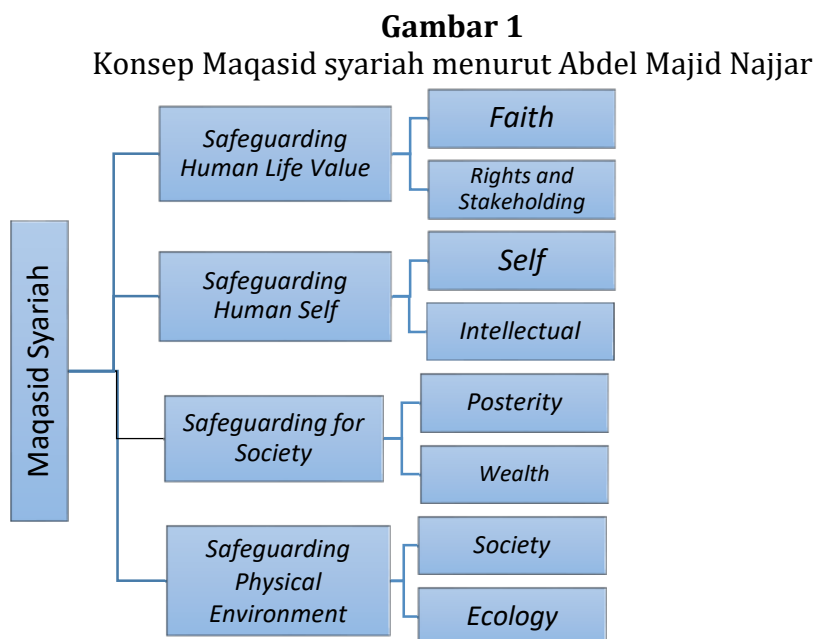 Gambar 1
Konsep Maqasid syariah menurut Abdel Majid Najjar
Maqasid Syariah
Safeguarding
Human Life Value
Faith
Rights and
Stakeholding
Safeguarding
Human Self
Self
Intellectual
Safeguarding for
Society
Posterity
Wealth
Safeguarding
Physical
Environment
Society
Ecology